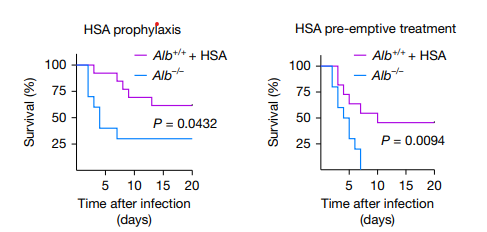 HSA prophylaxis
Alb+/+ + HSA
Alb-/-
Survival (%)
100
75
50
25
P = 0.0432
5 10 15 20
Time after infection
(days)
HSA pre-emptive treatment
Alb+/+ + HSA
Alb-/-
Survival (%)
100
75
50
25
P = 0.0094
5 10 15 20
Time after infection
(days)